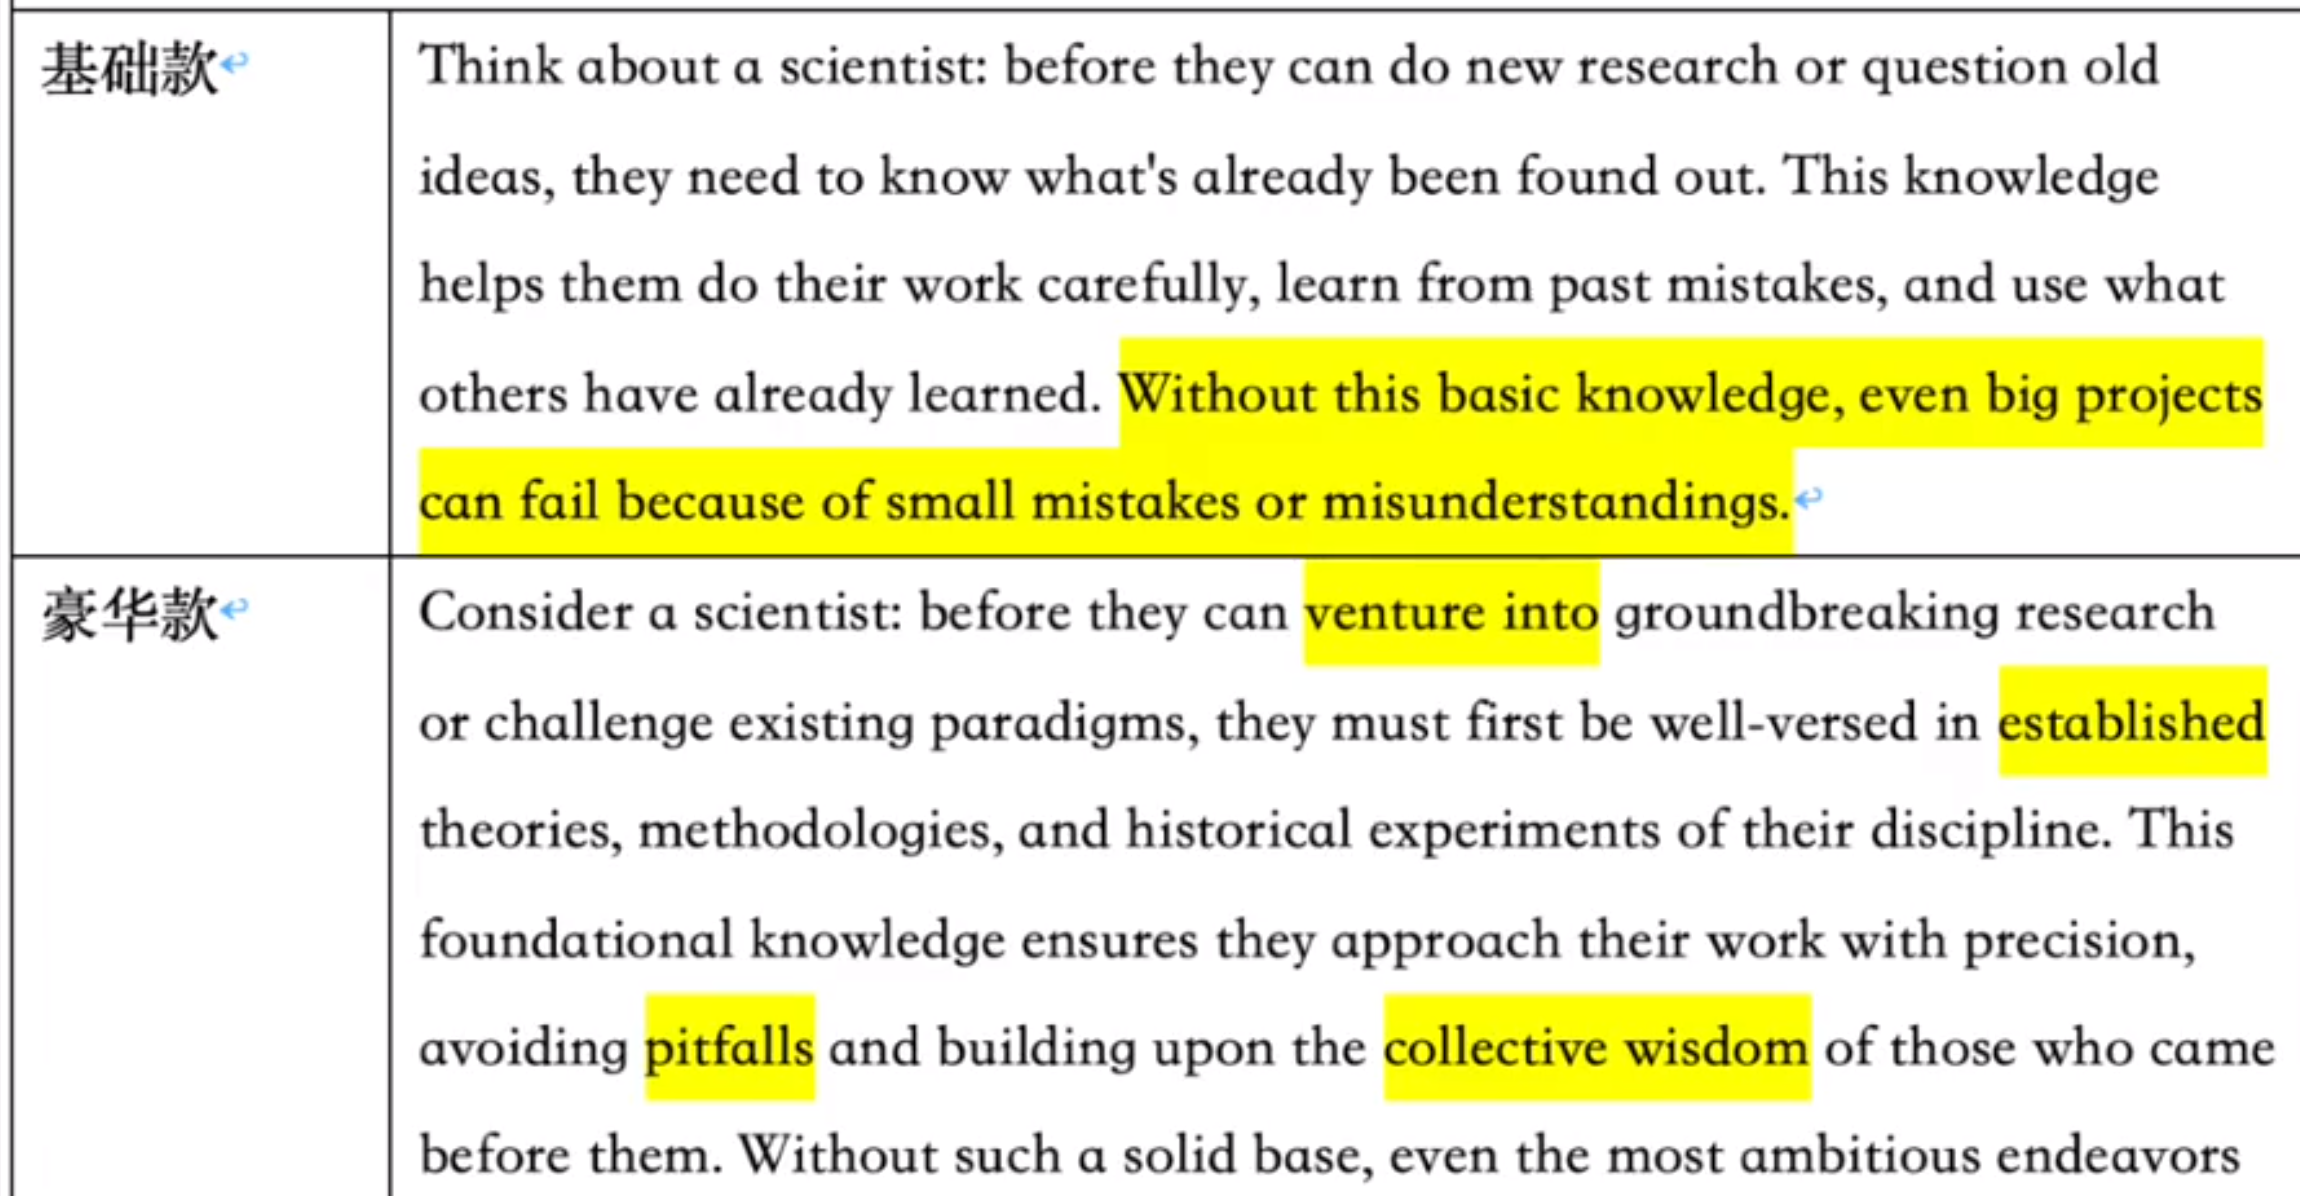 基础款
Think about a scientist: before they can do new research or question old
ideas, they need to know what's already been found out. This knowledge
helps them do their work carefully, learn from past mistakes, and use what
others have already learned. Without this basic knowledge, even big projects
can fail because of small mistakes or misunderstandings.
豪华款
Consider a scientist: before they can venture into groundbreaking research
or challenge existing paradigms, they must first be well-versed in established
theories, methodologies, and historical experiments of their discipline. This
foundational knowledge ensures they approach their work with precision,
avoiding pitfalls and building upon the collective wisdom of those who came
before them. Without such a solid base, even the most ambitious endeavors